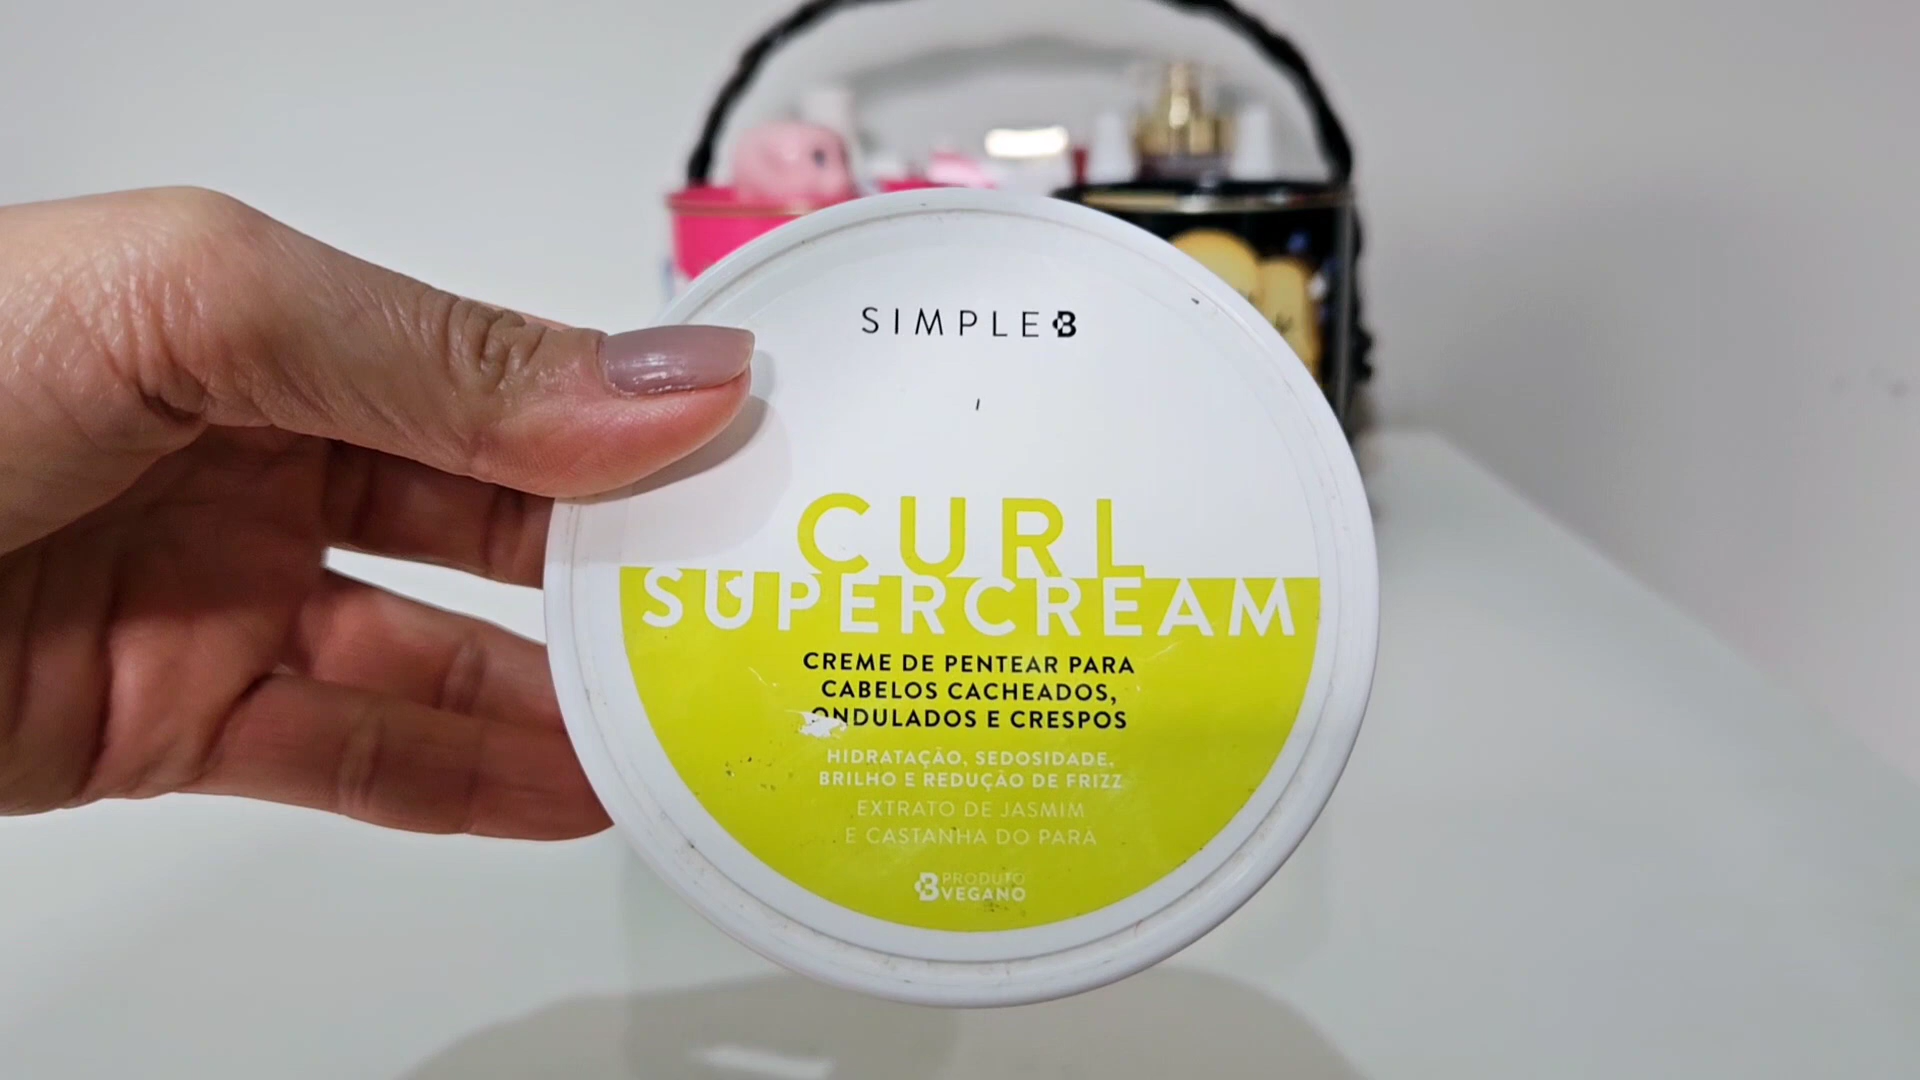 SIMPLE B
CURL
SUPERCREAM
CREME DE PENTEAR PARA
CABELOS CACHEADOS,
ONDULADOS E CRESPOS
HIDRATAÇÃO, SEDOSIDADE,
BRILHO E REDUÇÃO DE FRIZZ
EXTRATO DE JASMIM
E CASTANHA DO PARÁ
B PRODUTO
VEGANO